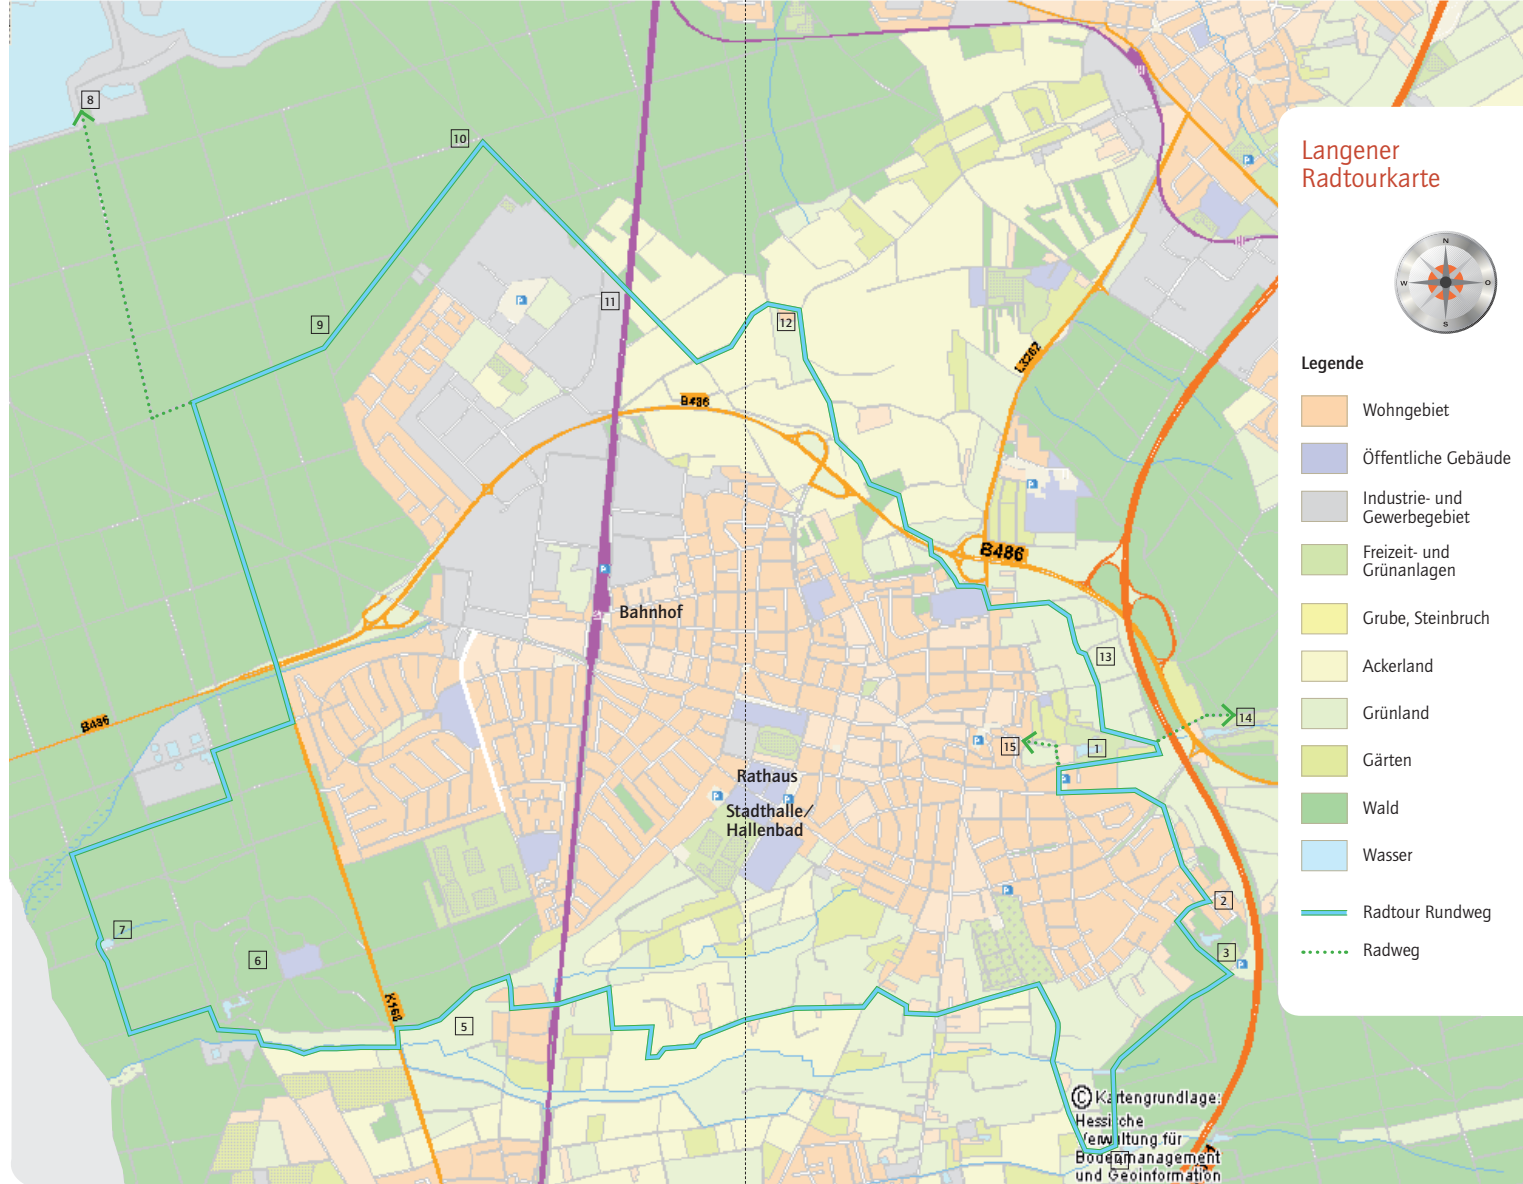 Langener
Radtourkarte
N
W
O
S
Legende
Wohngebiet
Öffentliche Gebäude
Industrie- und
Gewerbegebiet
Freizeit- und
Grünanlagen
Grube, Steinbruch
Ackerland
Grünland
Gärten
Wald
Wasser
Radtour Rundweg
Radweg
8
10
9
11
12
L3262
B486
B486
P
P
P
Bahnhof
13
B486
14
15
1
P
P
Rathaus
P
P
Stadthalle/
Hallenbad
P
2
7
3
P
6
K168
5
© Kartengrundlage:
Hessische
Verwaltung für
Bodenmanagement
und Geoinformation
4